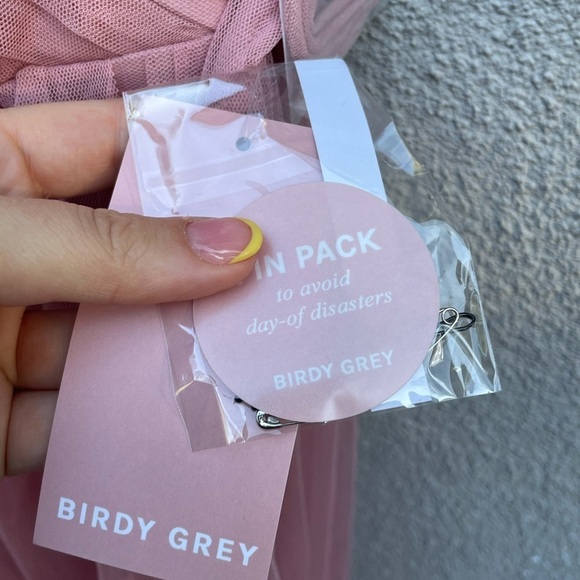 IN PACK
to avoid
day-of disasters
BIRDY GREY
BIRDY GREY